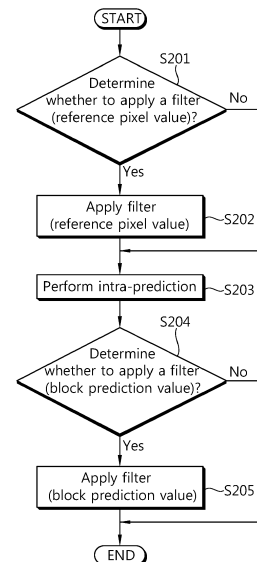 START
S201
Determine
whether to apply a filter
(reference pixel value)?
No
Yes
Apply filter
(reference pixel value)
S202
Perform intra-prediction
S203
S204
Determine
whether to apply a filter
(block prediction value)?
No
Yes
Apply filter
(block prediction value)
S205
END